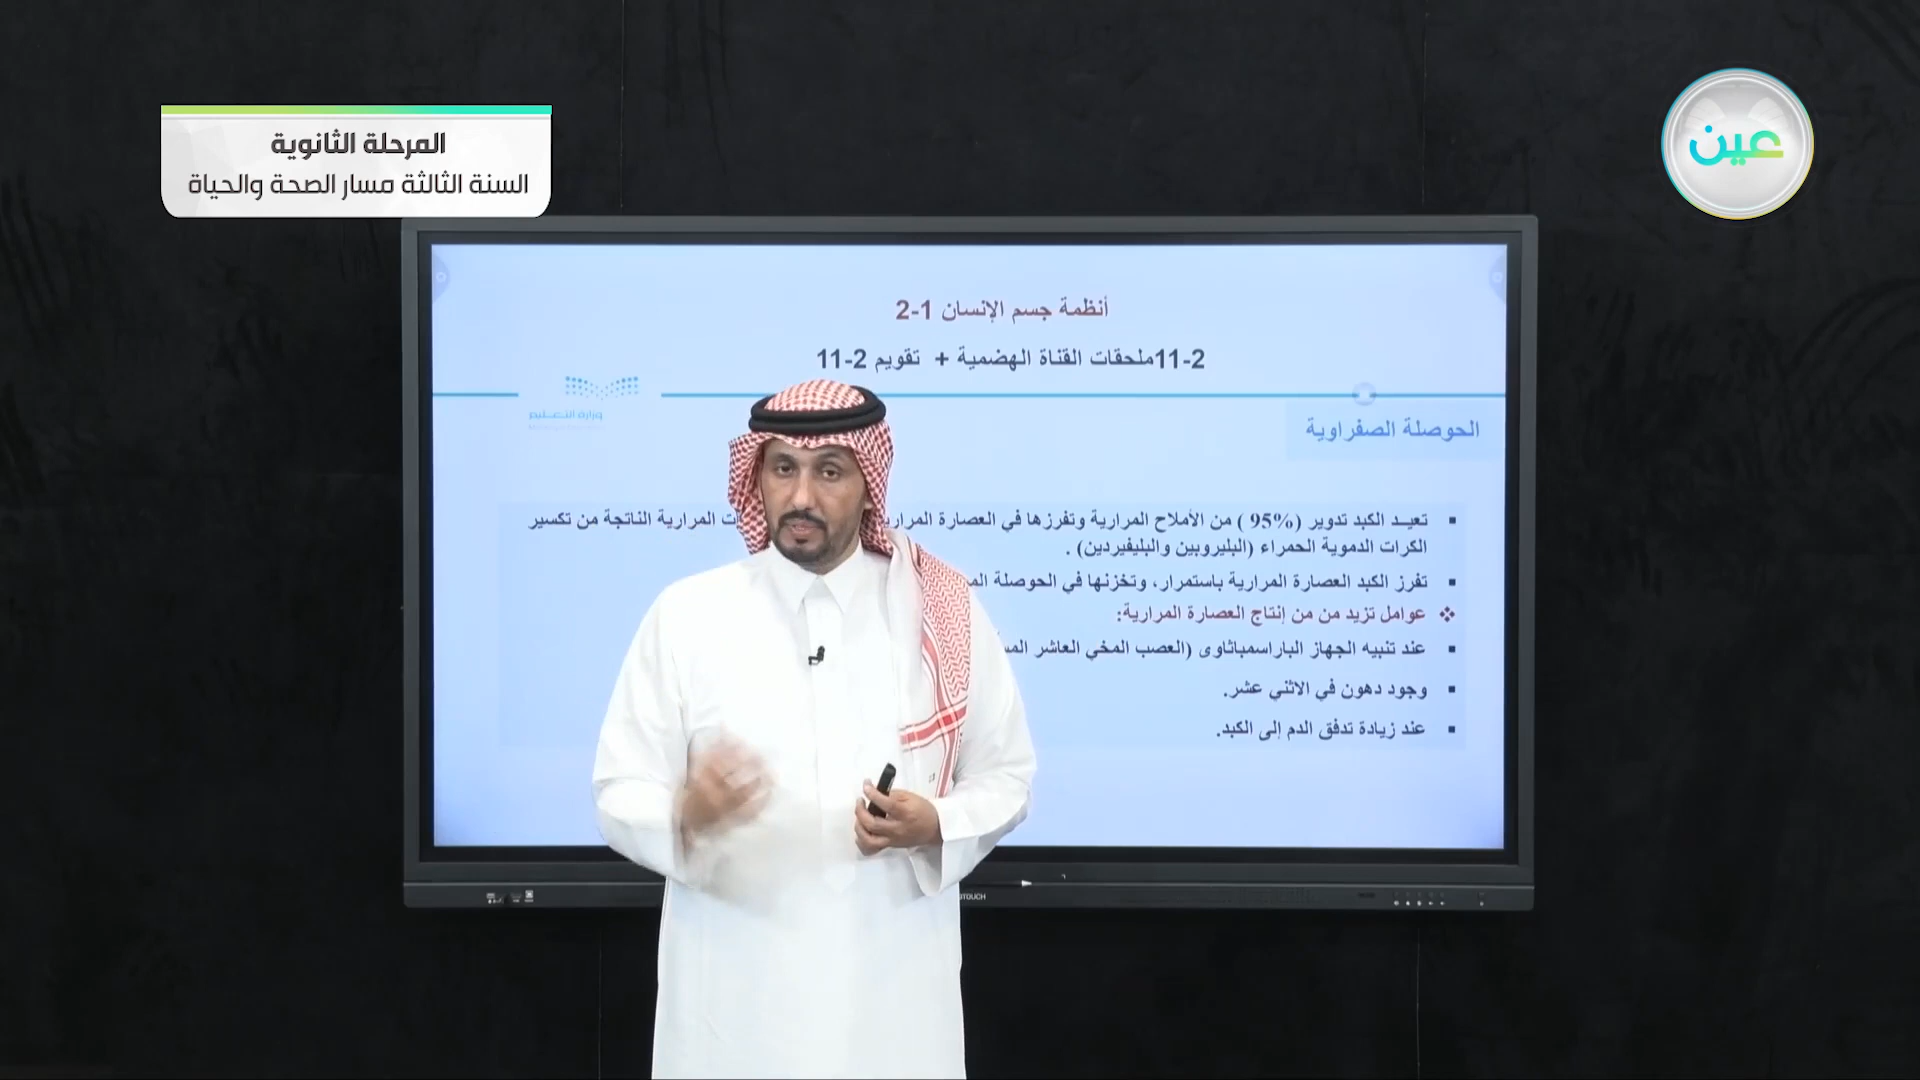 المرحلة الثانوية
السنة الثالثة مسار الصحة والحياة
عين
أنظمة جسم الإنسان 1-2
11-2ملحقات القناة الهضمية + تقويم 2-11
وزارة التعليم
الحوصلة الصفراوية
تعيد الكبد تدوير (95% ) من الأملاح المرارية وتفرزها في العصارة المرارية المرارية الناتجة من تكسير
الكرات الدموية الحمراء (البليروبين والبليفيردين) .
تفرز الكبد العصارة المرارية باستمرار، وتخزنها في الحوصلة
عوامل تزيد من من إنتاج العصارة المرارية:
عند تنبيه الجهاز الباراسمباثاوى (العصب المخي العاشر
وجود دهون في الاثني عشر.
عند زيادة تدفق الدم إلى الكبد.